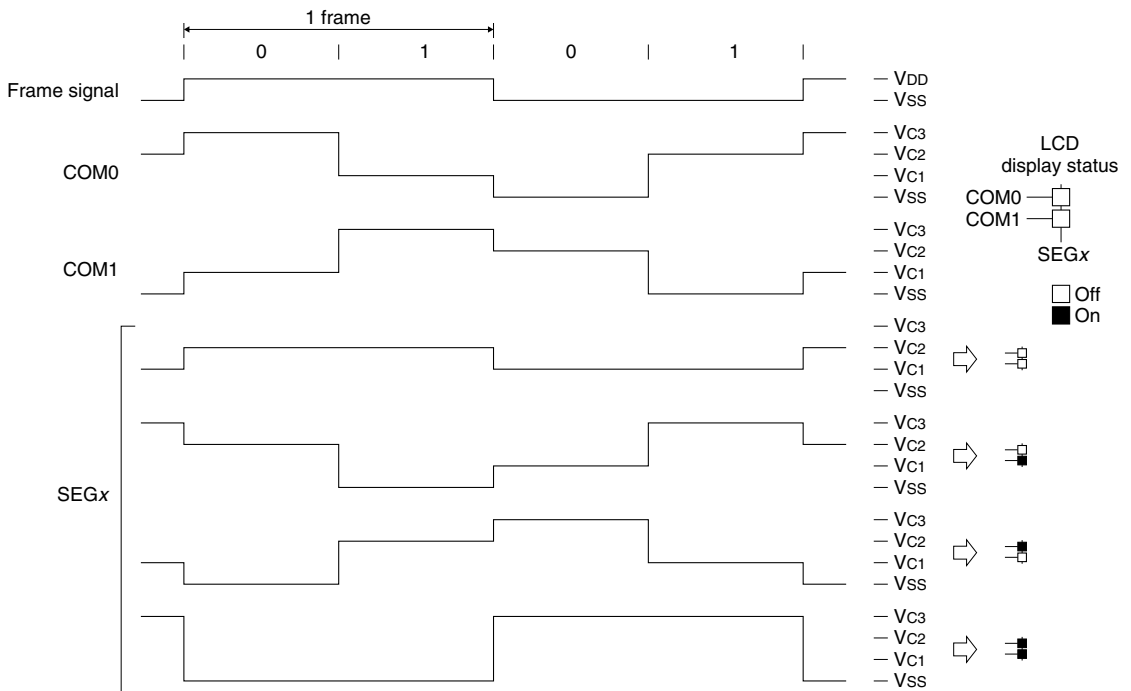 1 frame
0 1 0 1
Frame signal
VDD
VSS
COM0
VC3
VC2
VC1
VSS
COM1
VC3
VC2
VC1
VSS
LCD
display status
COM0
COM1
SEGx
Off
On
SEGx
VC3
VC2
VC1
VSS
VC3
VC2
VC1
VSS
VC3
VC2
VC1
VSS
VC3
VC2
VC1
VSS